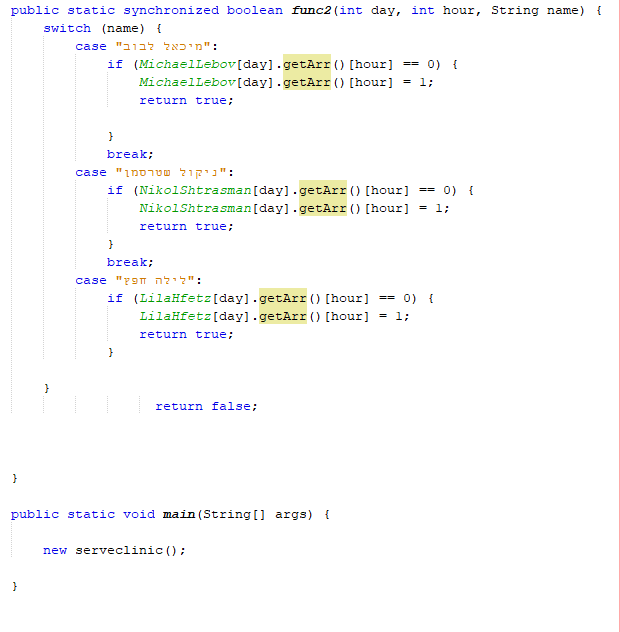 public static synchronized boolean func2(int day, int hour, String name) {
switch (name) {
case "מיכאל לבוב":
if (MichaelLebov[day].getArr()[hour] == 0) {
MichaelLebov[day].getArr()[hour] = 1;
return true;
}
break;
case "ניקול שטרסמן":
if (NikolShtrasman[day].getArr()[hour] == 0) {
NikolShtrasman[day].getArr()[hour] = 1;
return true;
}
break;
case "לילה חפץ":
if (LilaHfetz[day].getArr()[hour] == 0) {
LilaHfetz[day].getArr()[hour] = 1;
return true;
}
}
return false;
}
public static void main(String[] args) {
new serveclinic();
}